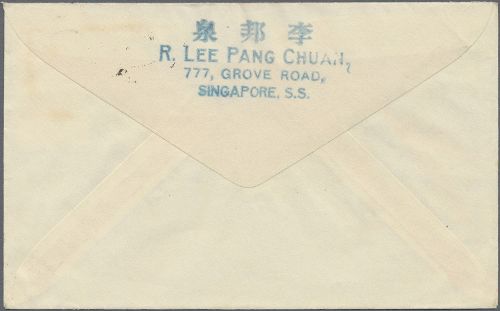 李邦泉
R. LEE PANG CHUAN,
777, GROVE ROAD,
SINGAPORE, S.S.